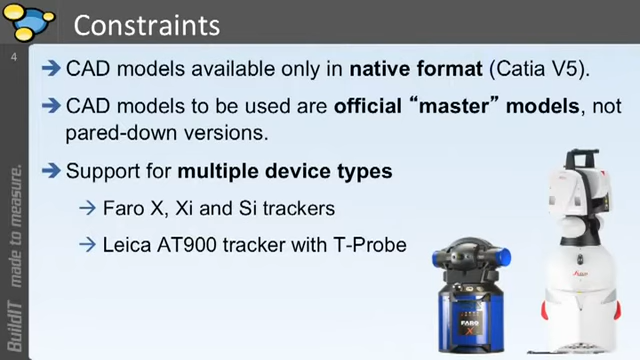 Constraints
4
→ CAD models available only in native format (Catia V5).
→ CAD models to be used are official “master” models, not
pared-down versions.
→ Support for multiple device types
→ Faro X, Xi and Si trackers
→ Leica AT900 tracker with T-Probe
BuildIT made to measure.
FARO
X
Leica